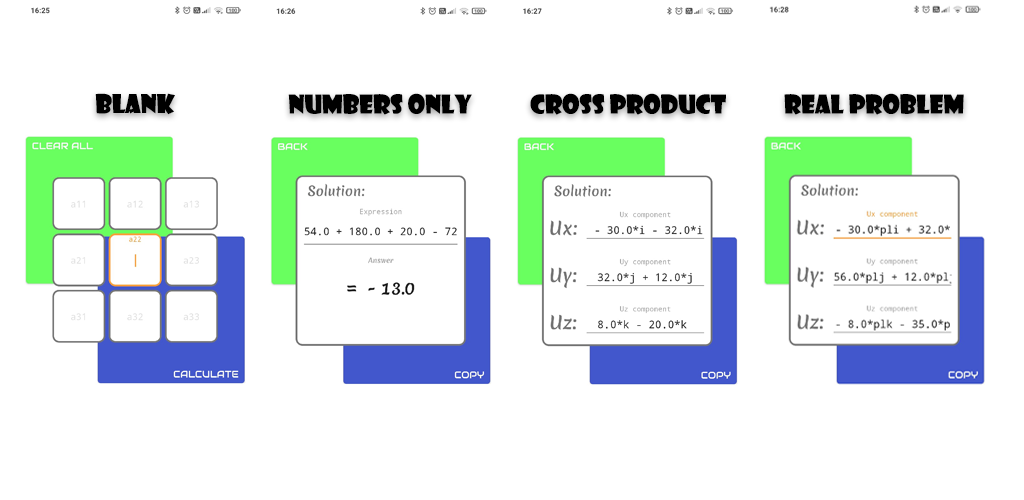 16:25
BLANK
CLEAR ALL
a11 a12 a13
a22
a21 a23
a31 a32 a33
CALCULATE
16:26
NUMBERS ONLY
BACK
Solution:
Expression
54.0 + 180.0 + 20.0 - 72
Answer
= - 13.0
COPY
16:27
CROSS PRODUCT
BACK
Solution:
Ux component
Ux: - 30.0*i - 32.0*i
Uy component
Uy: 32.0*j + 12.0*j
Uz component
Uz: 8.0*k - 20.0*k
COPY
16:28
REAL PROBLEM
BACK
Solution:
Ux component
Ux: - 30.0*pli + 32.0*
Uy component
Uy: 56.0*plj + 12.0*pl
Uz component
Uz: - 8.0*plk - 35.0*p
COPY